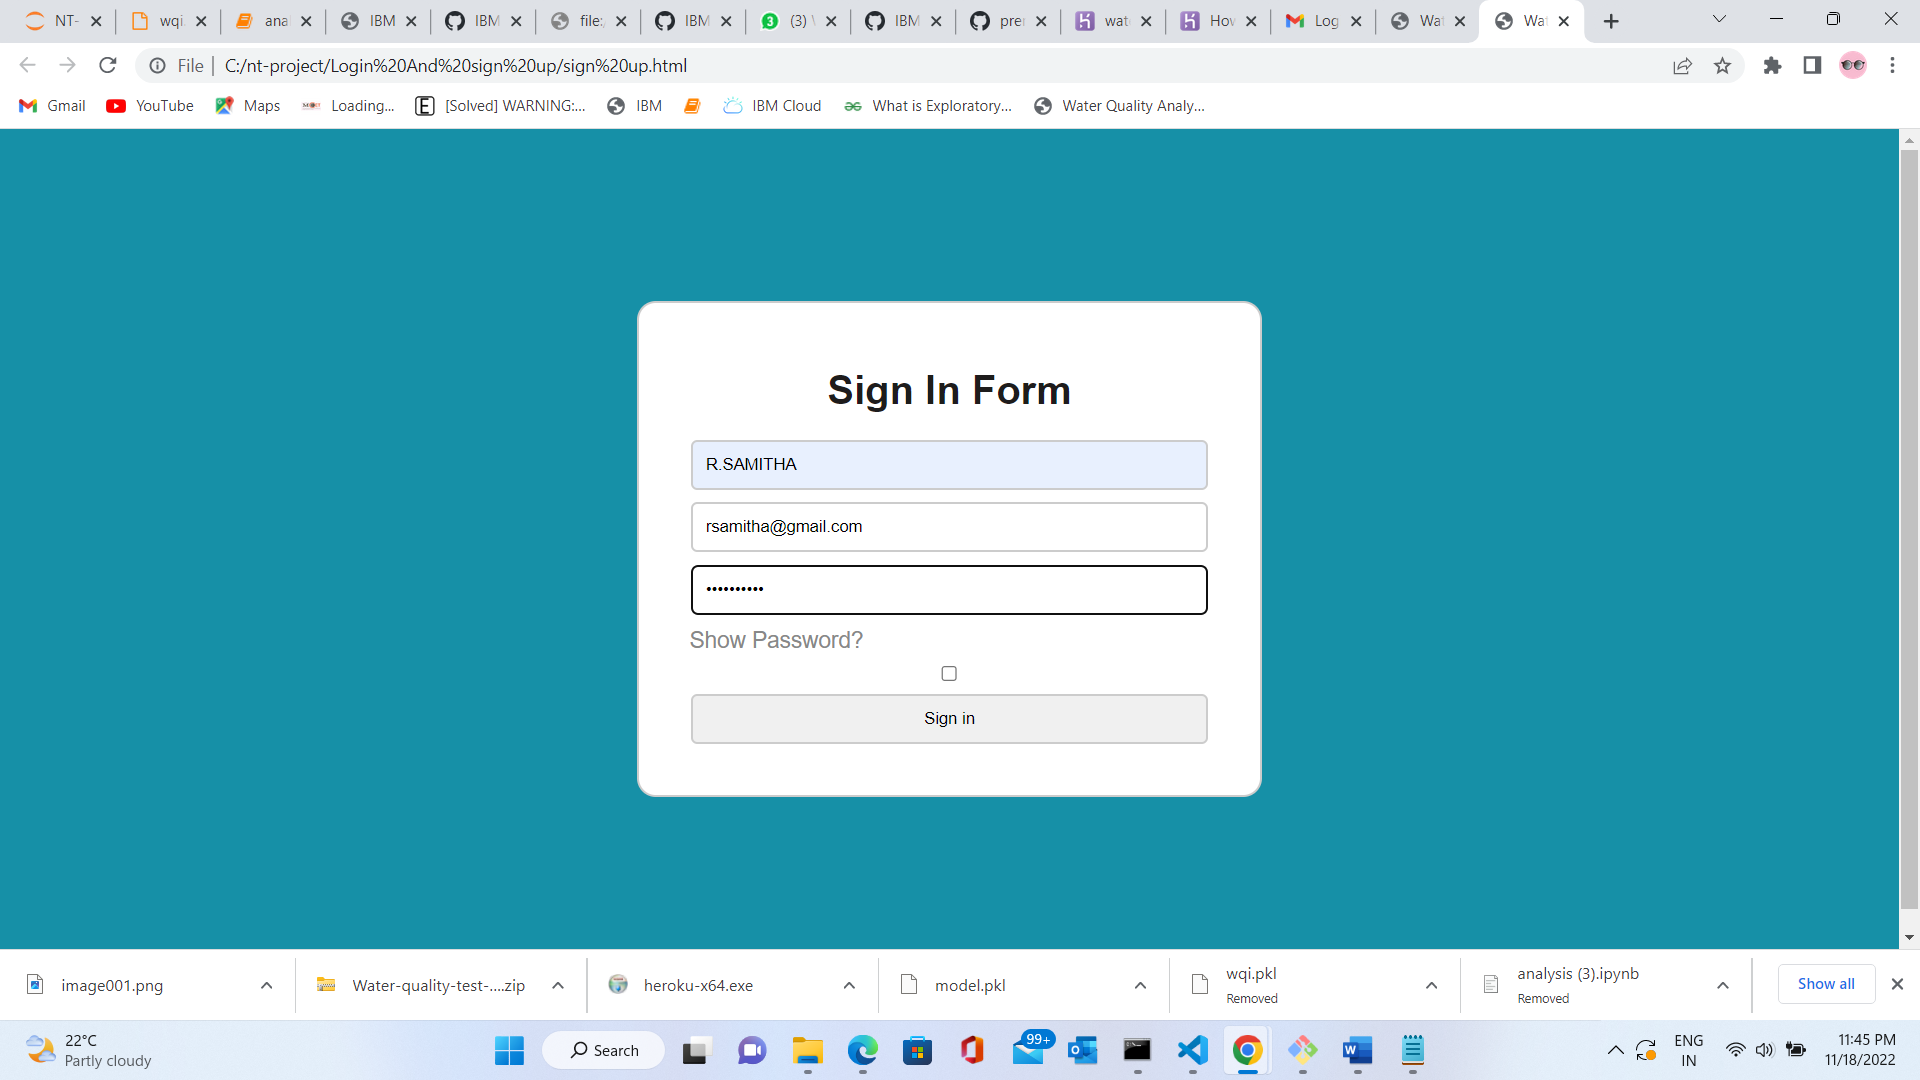 NT-
wqi.
ana
IBM
IBM
file:
IBM
(3)
IBM
pre
wat
How
Log
Wat
Wat
File
C:/nt-project/Login%20And%20sign%20up/sign%20up.html
Gmail
YouTube
Maps
Loading...
[Solved] WARNING:...
IBM
IBM Cloud
What is Exploratory...
Water Quality Analy...
Sign In Form
R.SAMITHA
rsamitha@gmail.com
Show Password?
Sign in
image001.png
Water-quality-test-....zip
heroku-x64.exe
model.pkl
wqi.pkl
Removed
analysis (3).ipynb
Removed
Show all
22°C
Partly cloudy
Search
99+
ENG
IN
11:45 PM
11/18/2022